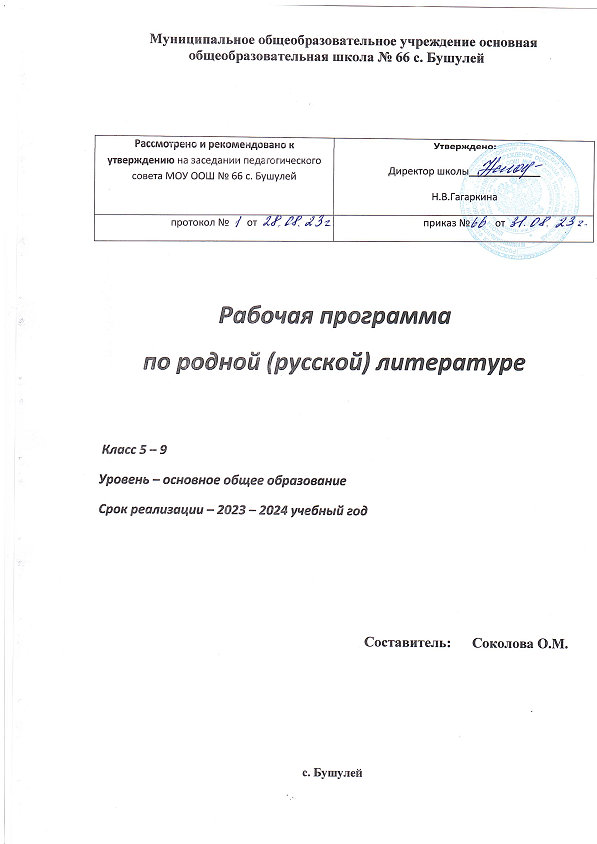 Муниципальное общеобразовательное учреждение основная
общеобразовательная школа № 66 с. Бушулей
Рассмотрено и рекомендовано к
утверждению на заседании педагогического
совета МОУ ООШ № 66 с. Бушулей
протокол № 1 от 28.08.23г
Утверждено:
Директор школы
Н.В.Гагаркина
приказ №66 от 31.08.23г.
Рабочая программа
по родной (русской) литературе
Класс 5 – 9
Уровень – основное общее образование
Срок реализации – 2023 – 2024 учебный год
Составитель: Соколова О.М.
с. Бушулей